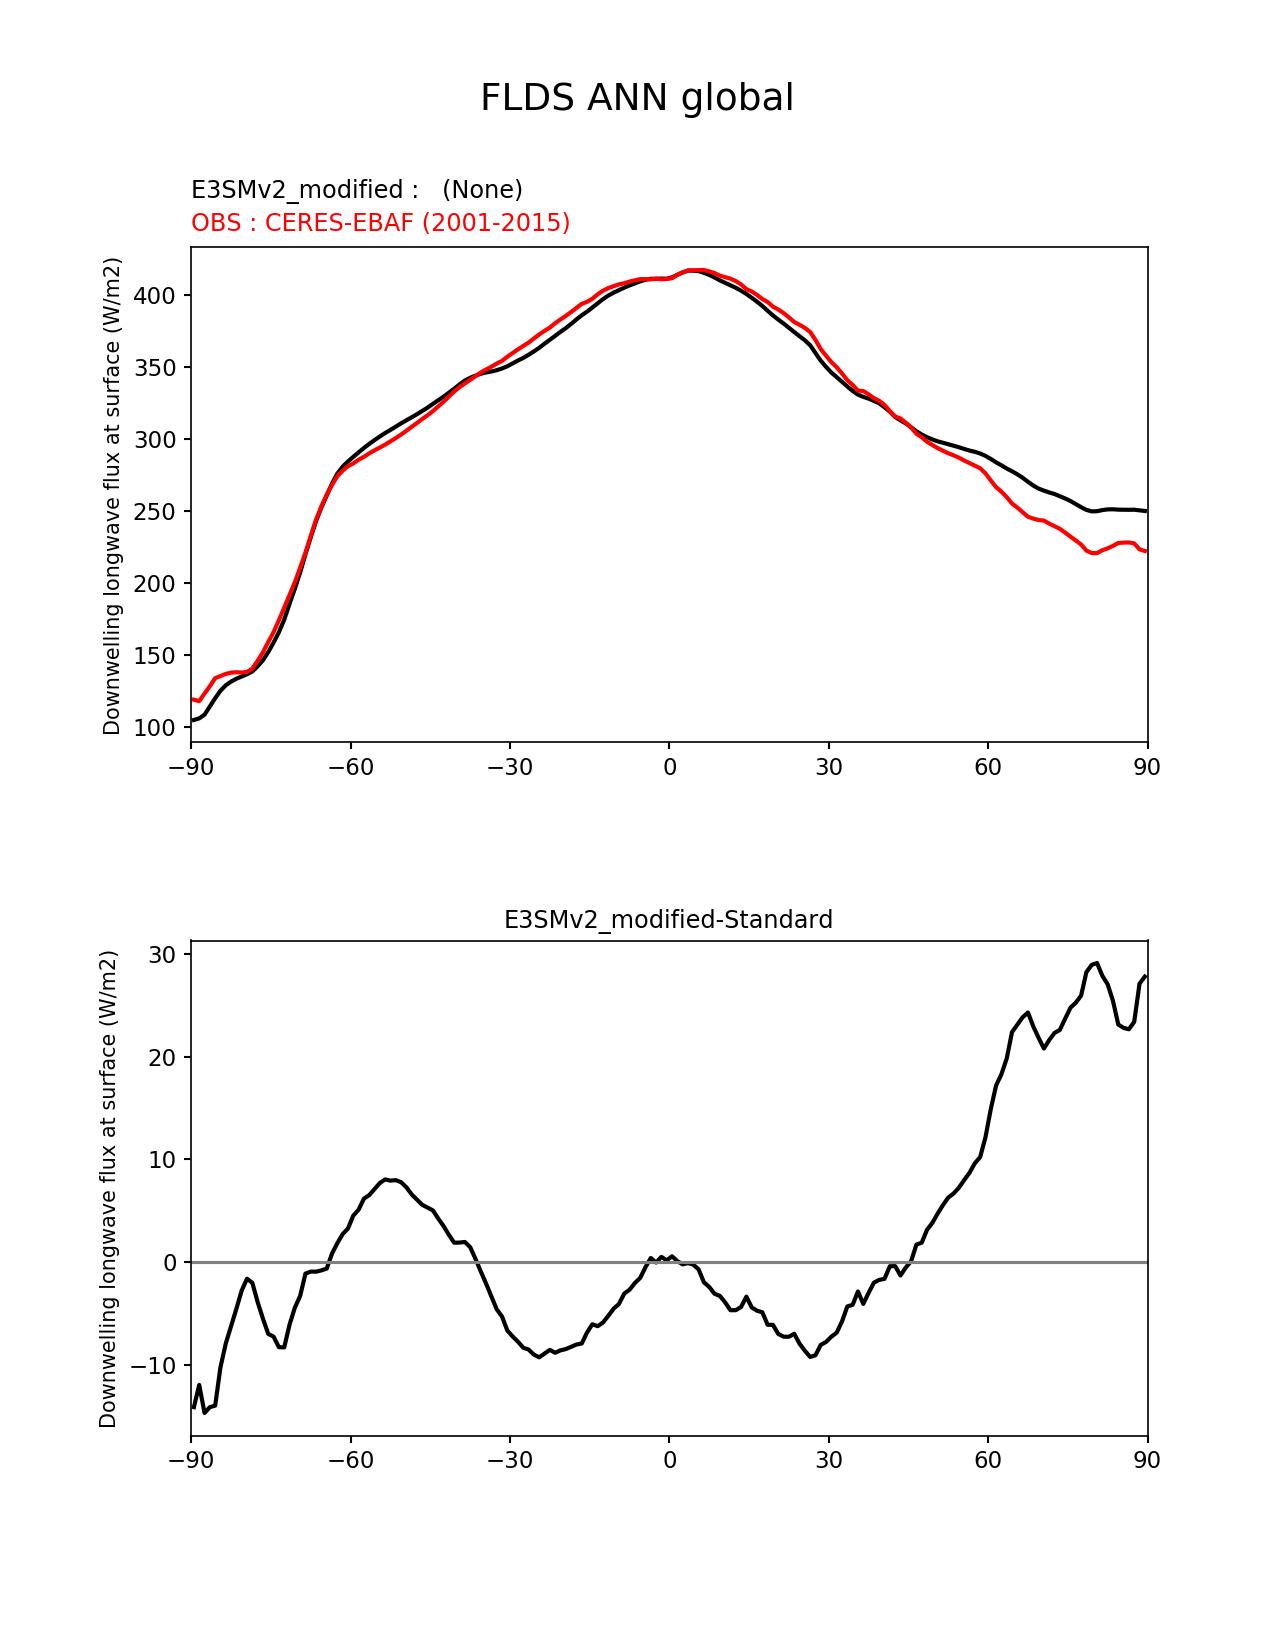 FLDS ANN global
E3SMv2_modified :   (None)
OBS : CERES-EBAF (2001-2015)
Downwelling longwave flux at surface (W/m2)
400
350
300
250
200
150
100
−90 −60 −30 0 30 60 90
E3SMv2_modified-Standard
Downwelling longwave flux at surface (W/m2)
30
20
10
0
−10
−90 −60 −30 0 30 60 90